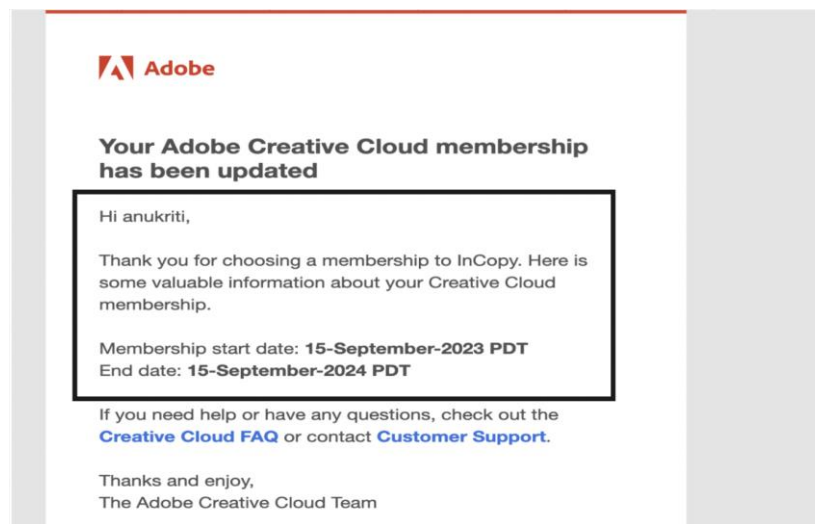 Adobe
Your Adobe Creative Cloud membership
has been updated
Hi anukriti,
Thank you for choosing a membership to InCopy. Here is
some valuable information about your Creative Cloud
membership.
Membership start date: 15-September-2023 PDT
End date: 15-September-2024 PDT
If you need help or have any questions, check out the
Creative Cloud FAQ or contact Customer Support.
Thanks and enjoy,
The Adobe Creative Cloud Team